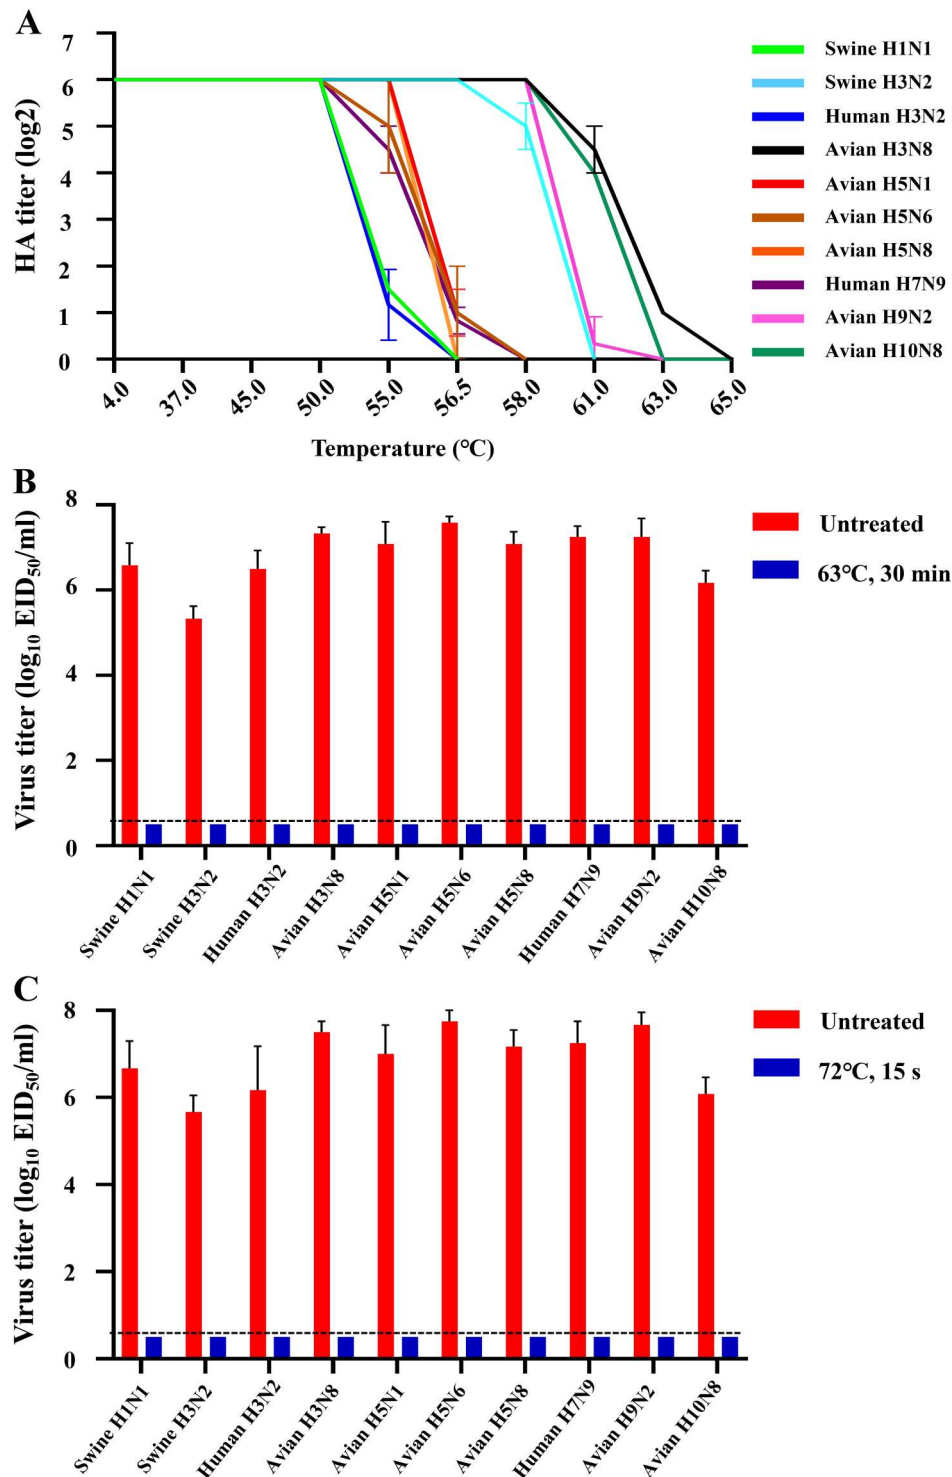 A
HA titer (log2)
7
6
5
4
3
2
1
0
4.0
37.0
45.0
50.0
55.0
56.5
58.0
61.0
63.0
65.0
Temperature (°C)
Swine H1N1
Swine H3N2
Human H3N2
Avian H3N8
Avian H5N1
Avian H5N6
Avian H5N8
Human H7N9
Avian H9N2
Avian H10N8
B
Virus titer (log₁₀ EID₅₀/ml)
8
6
4
2
0
Swine H1N1
Swine H3N2
Human H3N2
Avian H3N8
Avian H5N1
Avian H5N6
Avian H5N8
Human H7N9
Avian H9N2
Avian H10N8
Untreated
63°C, 30 min
C
Virus titer (log₁₀ EID₅₀/ml)
8
6
4
2
0
Swine H1N1
Swine H3N2
Human H3N2
Avian H3N8
Avian H5N1
Avian H5N6
Avian H5N8
Human H7N9
Avian H9N2
Avian H10N8
Untreated
72°C, 15 s